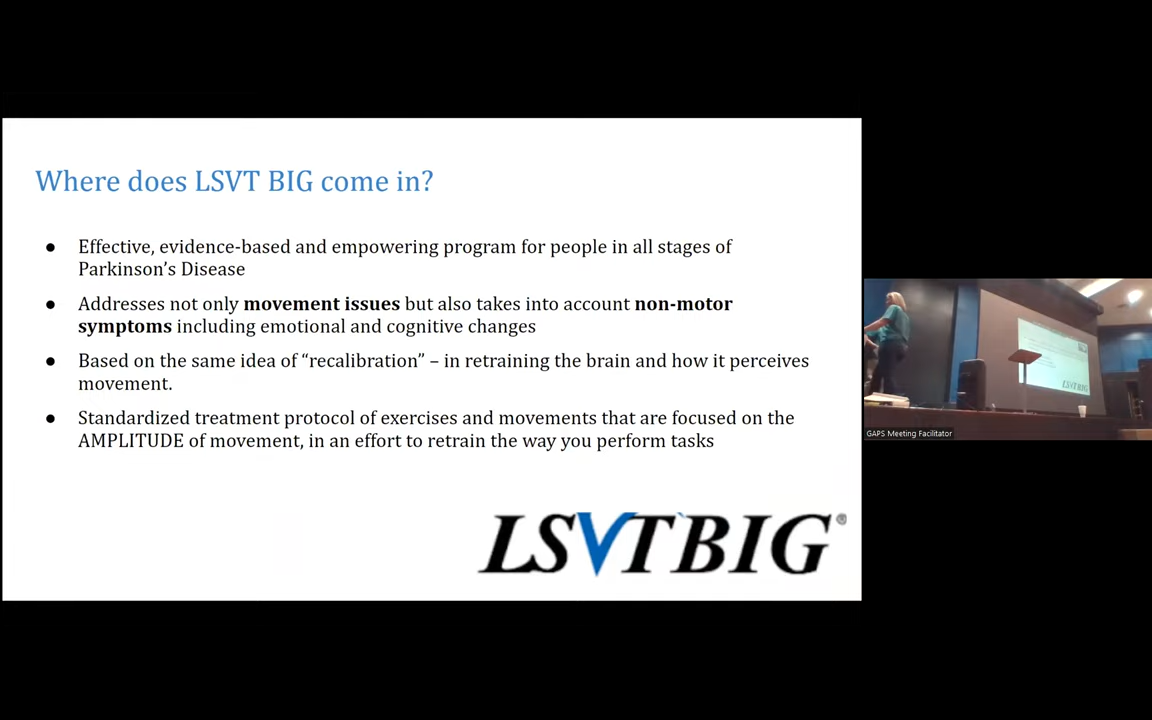 Where does LSVT BIG come in?
● Effective, evidence-based and empowering program for people in all stages of
Parkinson's Disease
● Addresses not only movement issues but also takes into account non-motor
symptoms including emotional and cognitive changes
● Based on the same idea of “recalibration” – in retraining the brain and how it perceives
movement.
● Standardized treatment protocol of exercises and movements that are focused on the
AMPLITUDE of movement, in an effort to retrain the way you perform tasks
LSVT BIG®
GAPS Meeting Facilitator
LSVT BIG